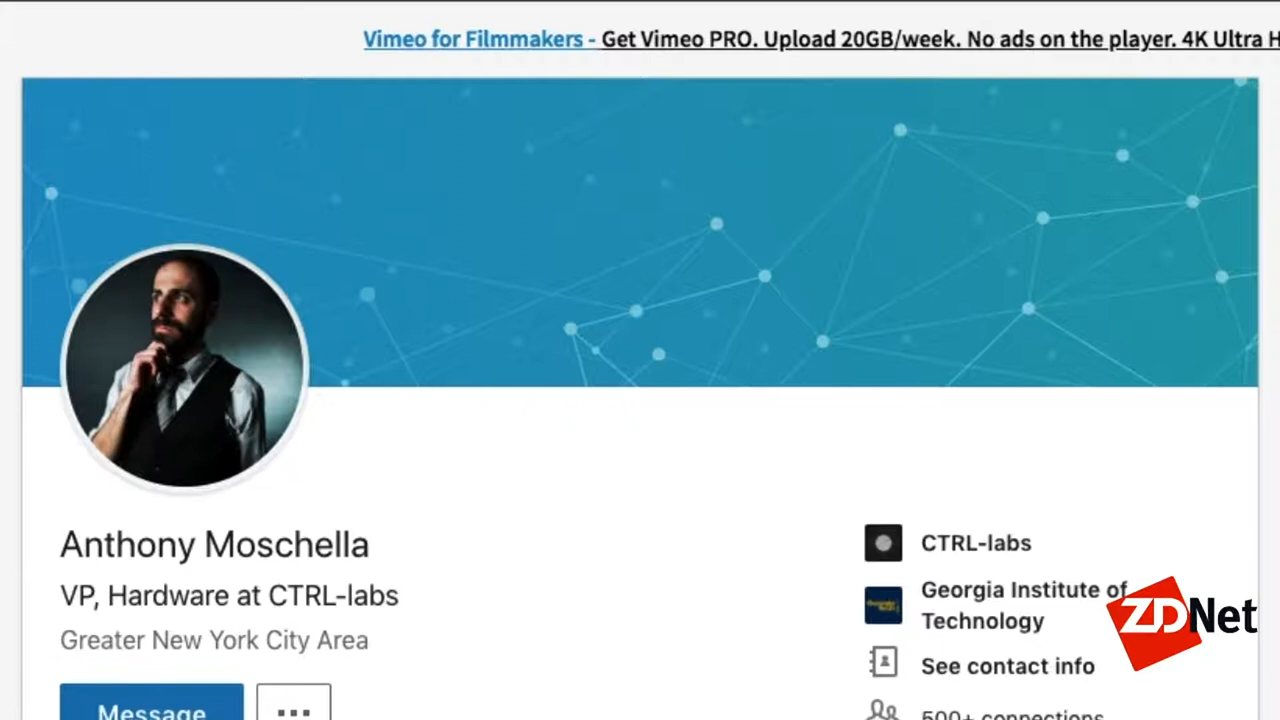 Vimeo for Filmmakers - Get Vimeo PRO. Upload 20GB/week. No ads on the player. 4K Ultra H
Anthony Moschella
VP, Hardware at CTRL-labs
Greater New York City Area
Message
CTRL-labs
Georgia Institute of
Technology
See contact info
500+ connections
ZDNet